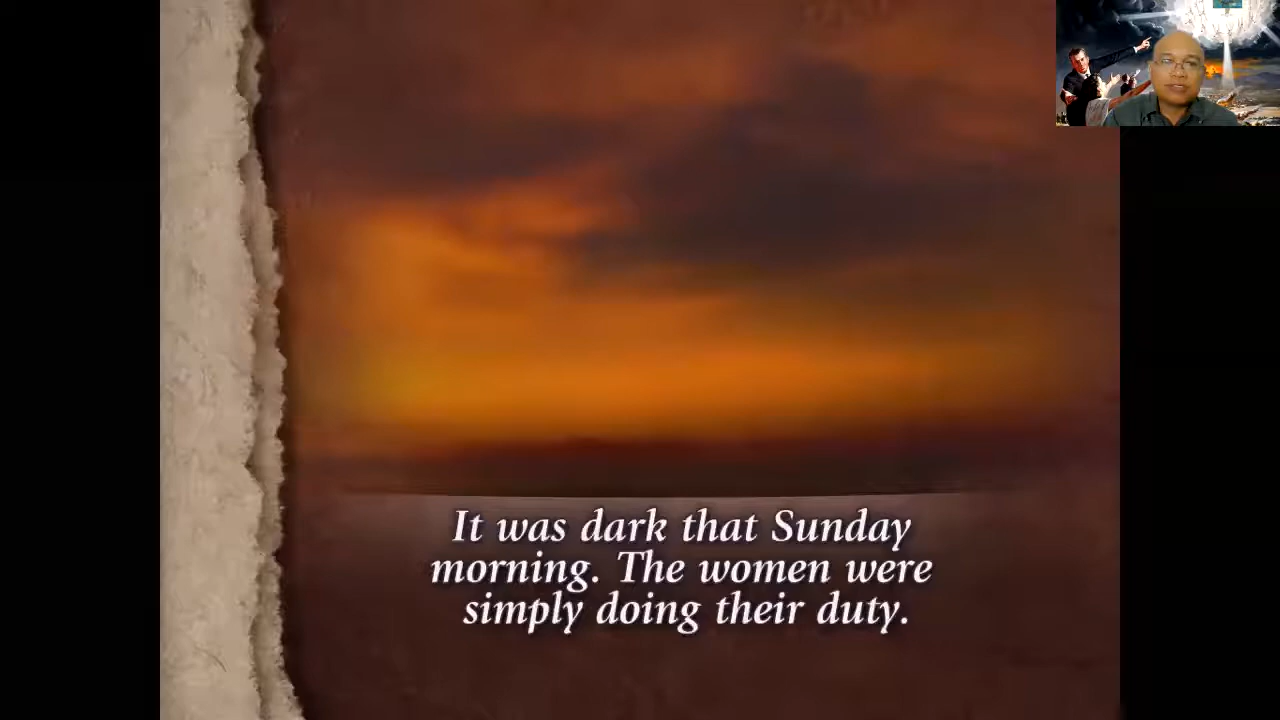 It was dark that Sunday
morning. The women were
simply doing their duty.